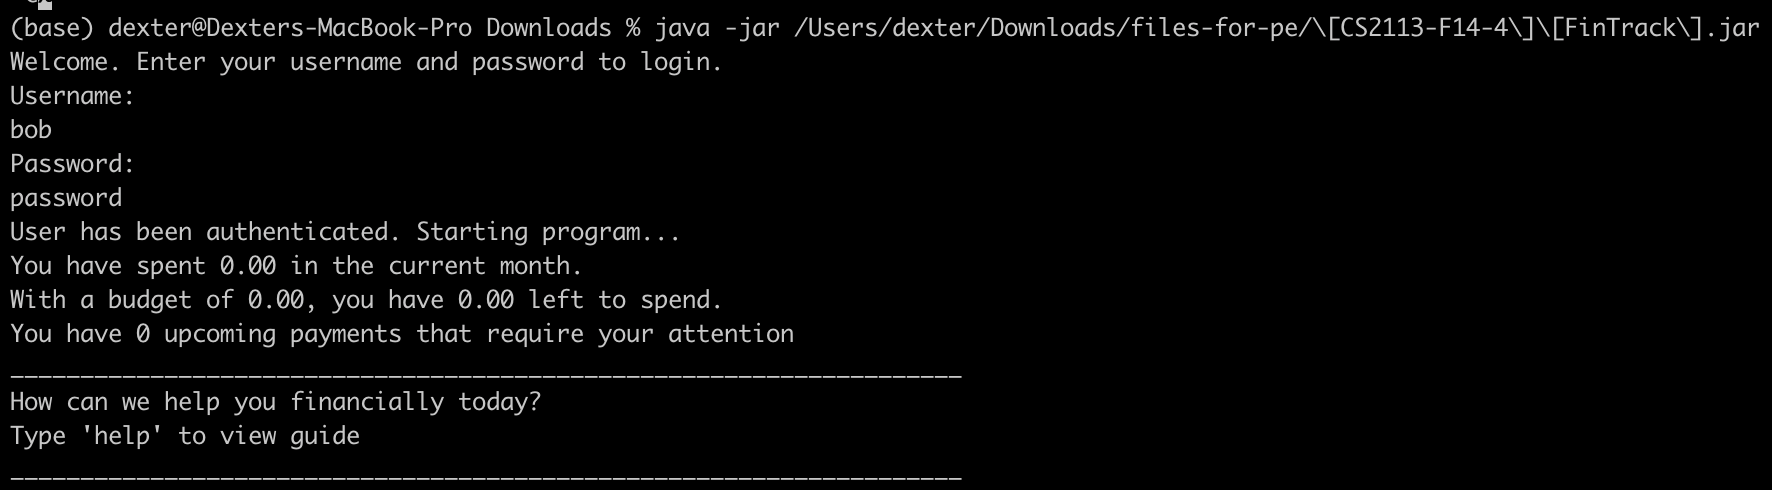 (base) dexter@Dexters-MacBook-Pro Downloads % java -jar /Users/dexter/Downloads/files-for-pe/\[CS2113-F14-4\]\[FinTrack\].jar
Welcome. Enter your username and password to login.
Username:
bob
Password:
password
User has been authenticated. Starting program...
You have spent 0.00 in the current month.
With a budget of 0.00, you have 0.00 left to spend.
You have 0 upcoming payments that require your attention
____________________________________________________________________
How can we help you financially today?
Type 'help' to view guide
____________________________________________________________________